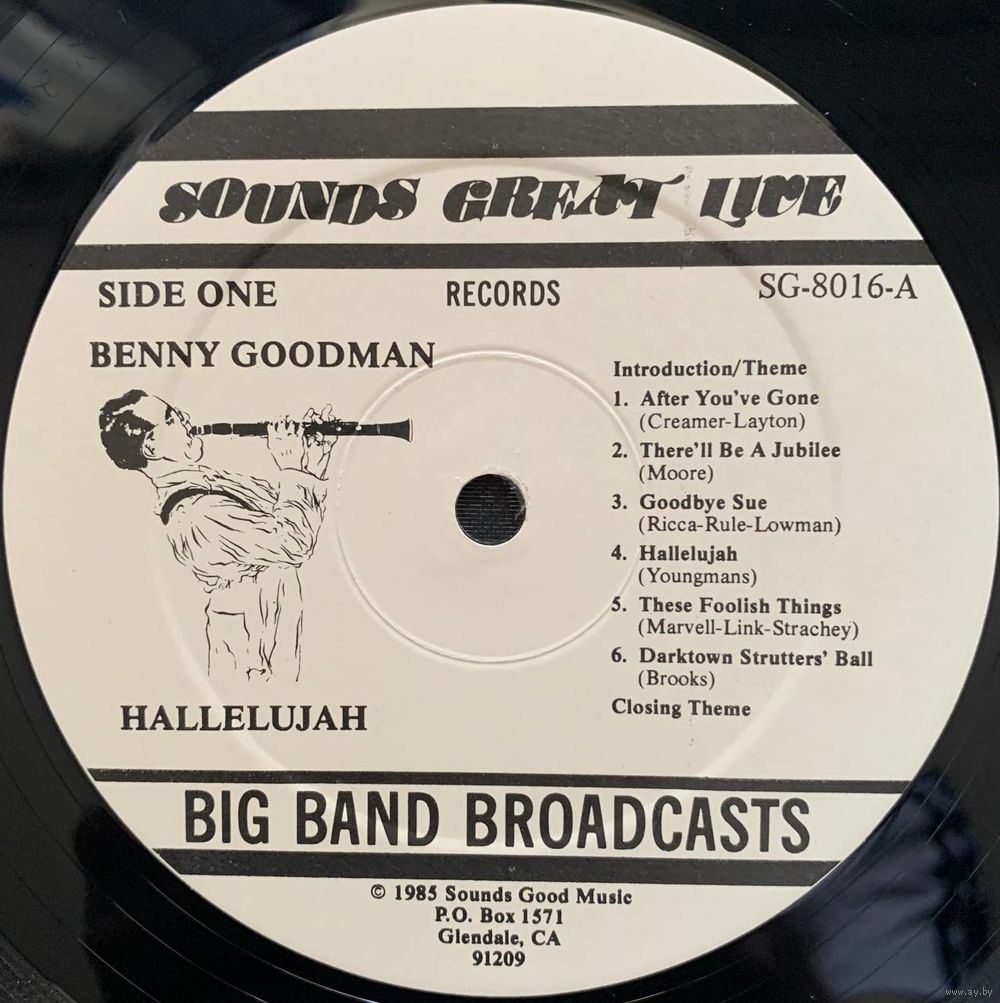 SOUNDS GREAT LIVE
SIDE ONE
RECORDS
SG-8016-A
BENNY GOODMAN
Introduction/Theme
1. After You've Gone
(Creamer-Layton)
2. There'll Be A Jubilee
(Moore)
3. Goodbye Sue
(Ricca-Rule-Lowman)
4. Hallelujah
(Youngmans)
5. These Foolish Things
(Marvell-Link-Strachey)
6. Darktown Strutters' Ball
(Brooks)
Closing Theme
HALLELUJAH
BIG BAND BROADCASTS
© 1985 Sounds Good Music
P.O. Box 1571
Glendale, CA
91209
www.ay.by